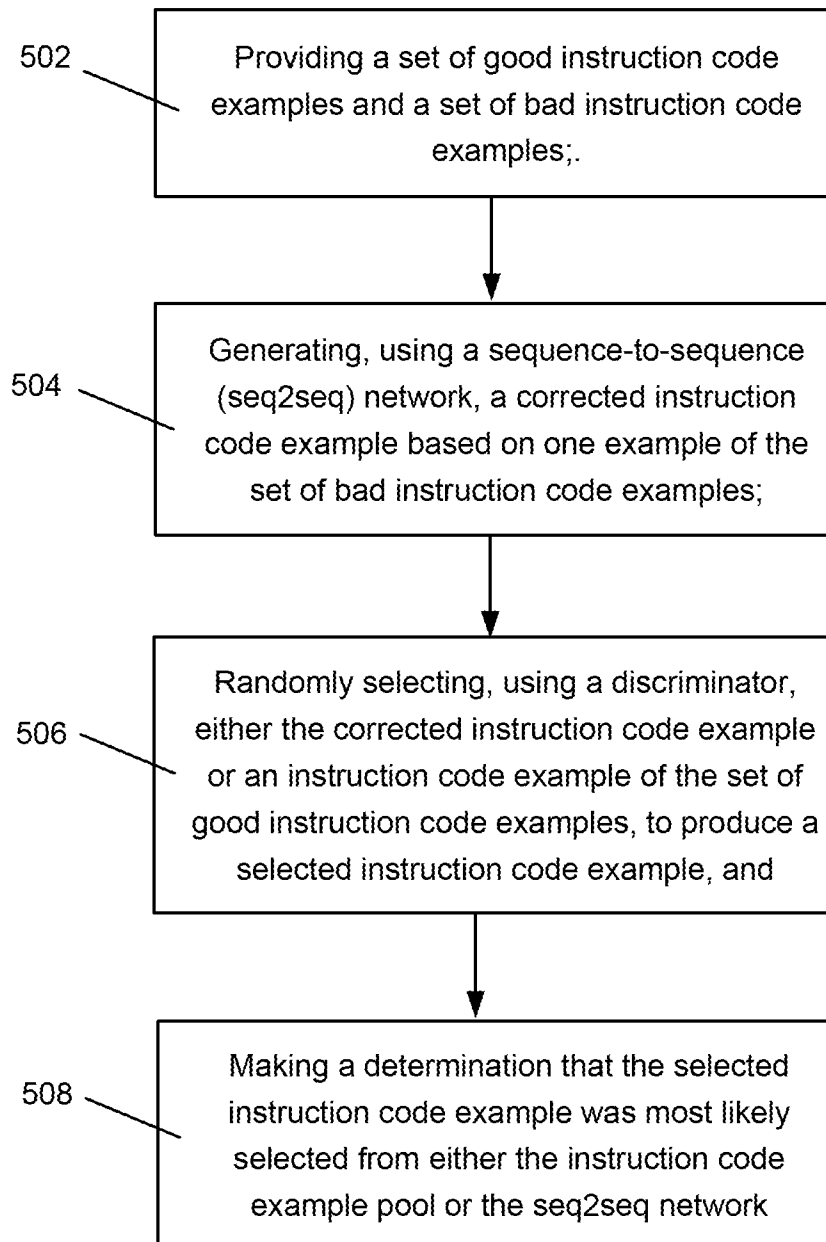 502
Providing a set of good instruction code
examples and a set of bad instruction code
examples;.
504
Generating, using a sequence-to-sequence
(seq2seq) network, a corrected instruction
code example based on one example of the
set of bad instruction code examples;
506
Randomly selecting, using a discriminator,
either the corrected instruction code example
or an instruction code example of the set of
good instruction code examples, to produce a
selected instruction code example, and
508
Making a determination that the selected
instruction code example was most likely
selected from either the instruction code
example pool or the seq2seq network